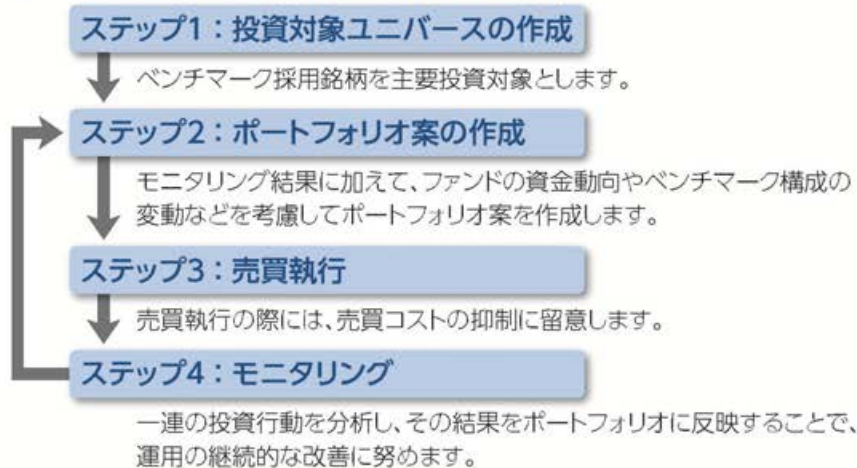 ステップ1：投資対象ユニバースの作成
ベンチマーク採用銘柄を主要投資対象とします。
ステップ2：ポートフォリオ案の作成
モニタリング結果に加えて、ファンドの資金動向やベンチマーク構成の
変動などを考慮してポートフォリオ案を作成します。
ステップ3：売買執行
売買執行の際には、売買コストの抑制に留意します。
ステップ4：モニタリング
一連の投資行動を分析し、その結果をポートフォリオに反映することで、
運用の継続的な改善に努めます。